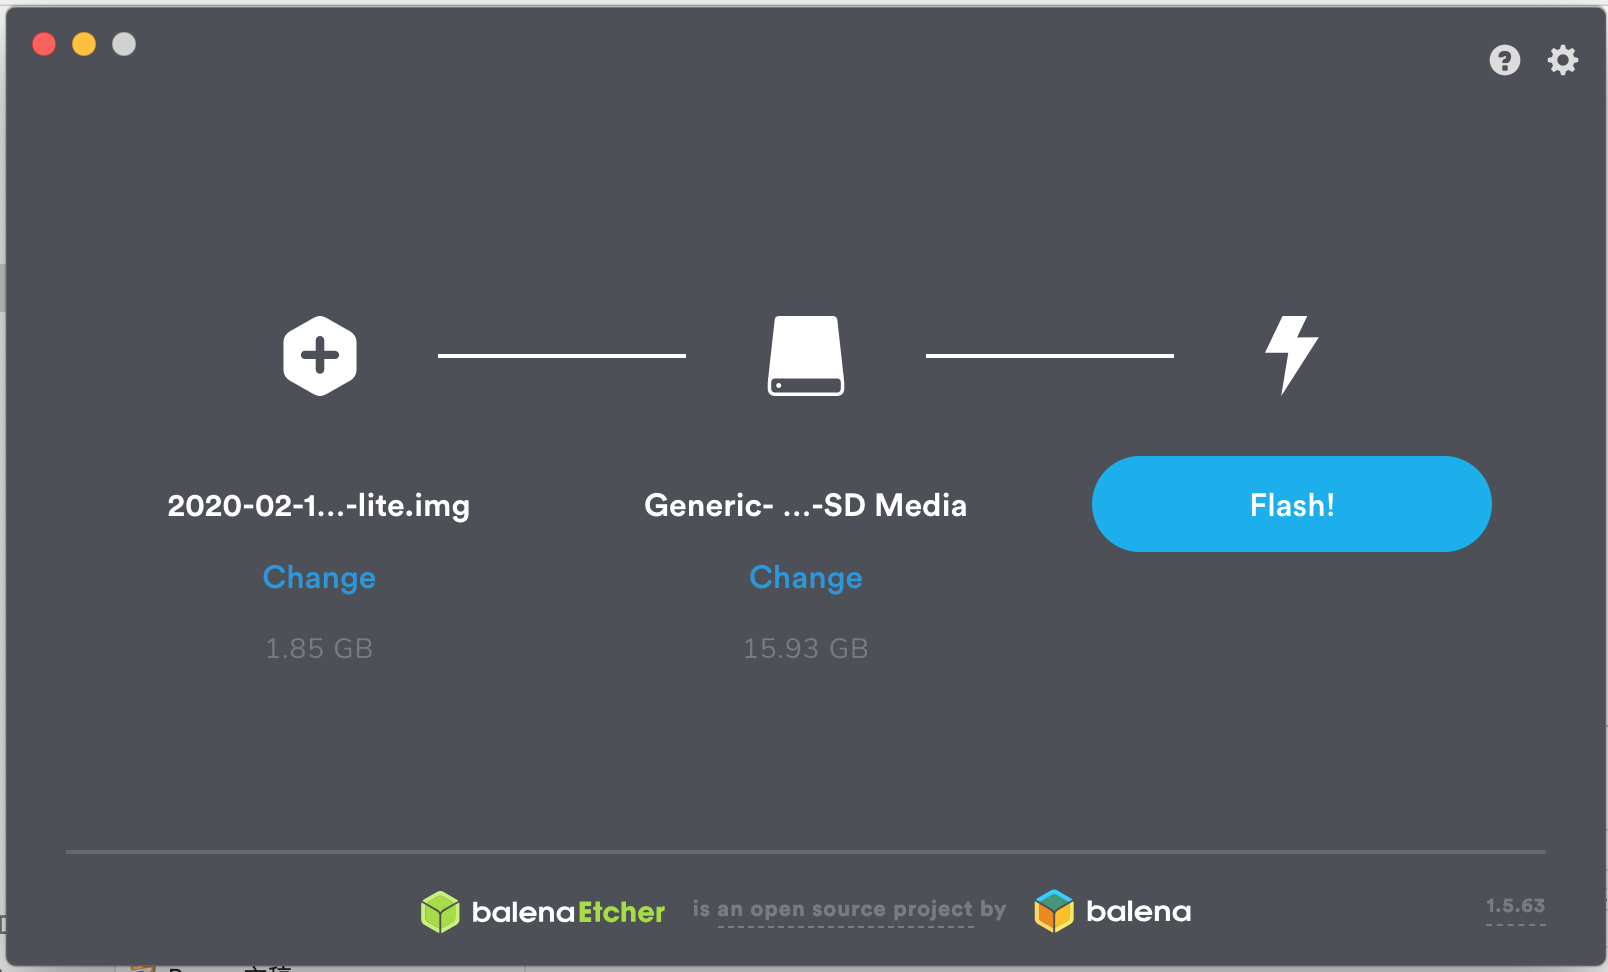 2020-02-1...-lite.img
Generic- ...-SD Media
Flash!
Change
Change
1.85 GB
15.93 GB
balenaEtcher is an open source project by balena
1.5.63